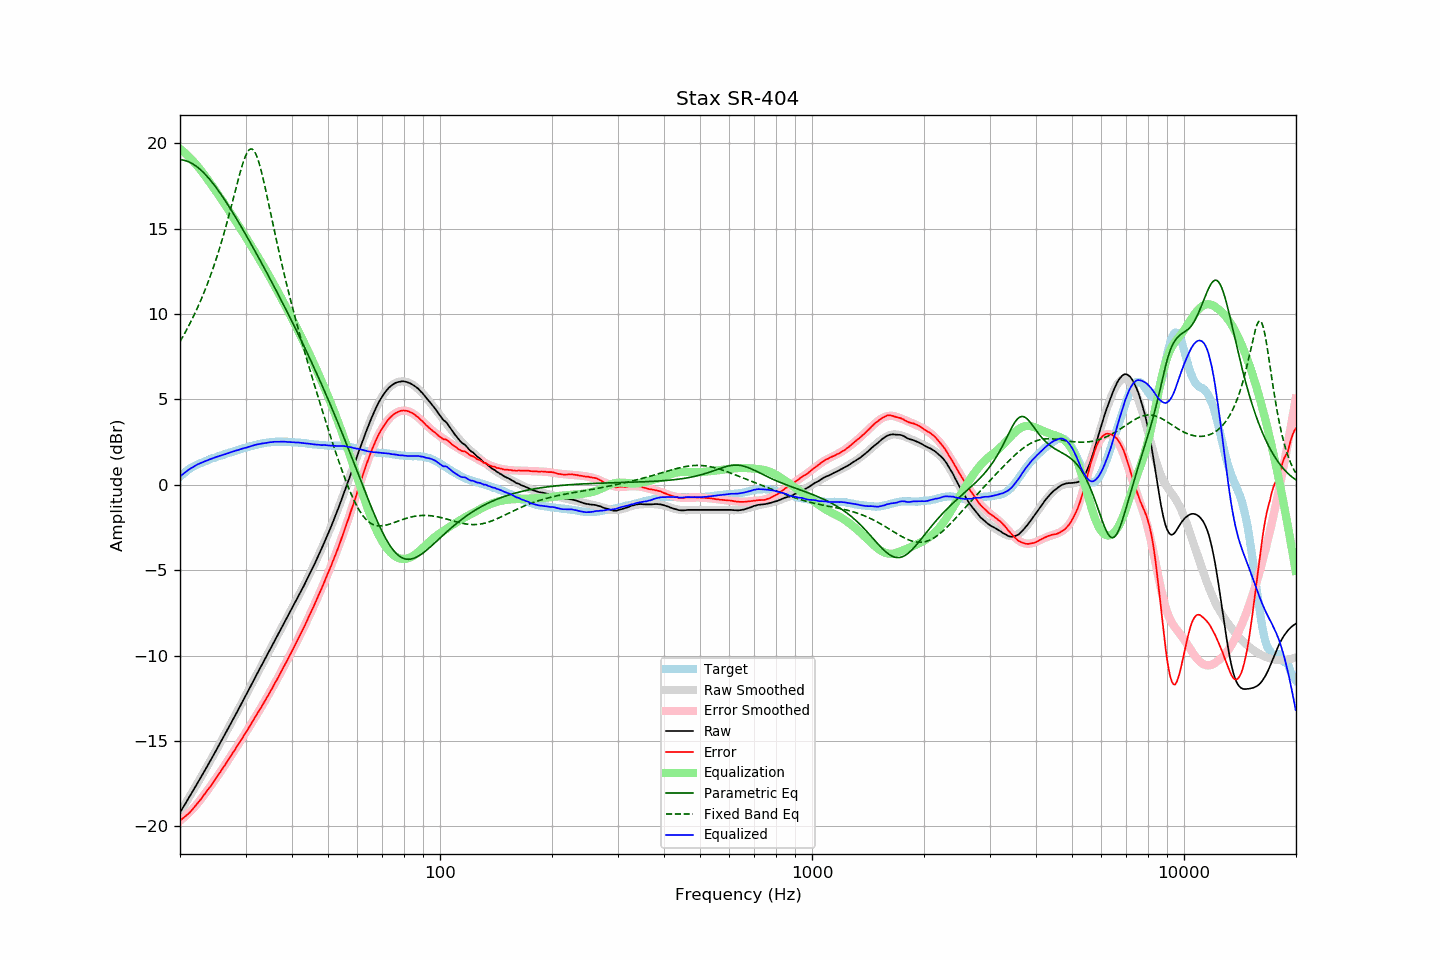 Stax SR-404
20
15
10
5
0
−5
−10
−15
−20
Amplitude (dBr)
Target
Raw Smoothed
Error Smoothed
Raw
Error
Equalization
Parametric Eq
Fixed Band Eq
Equalized
100
1000
10000
Frequency (Hz)